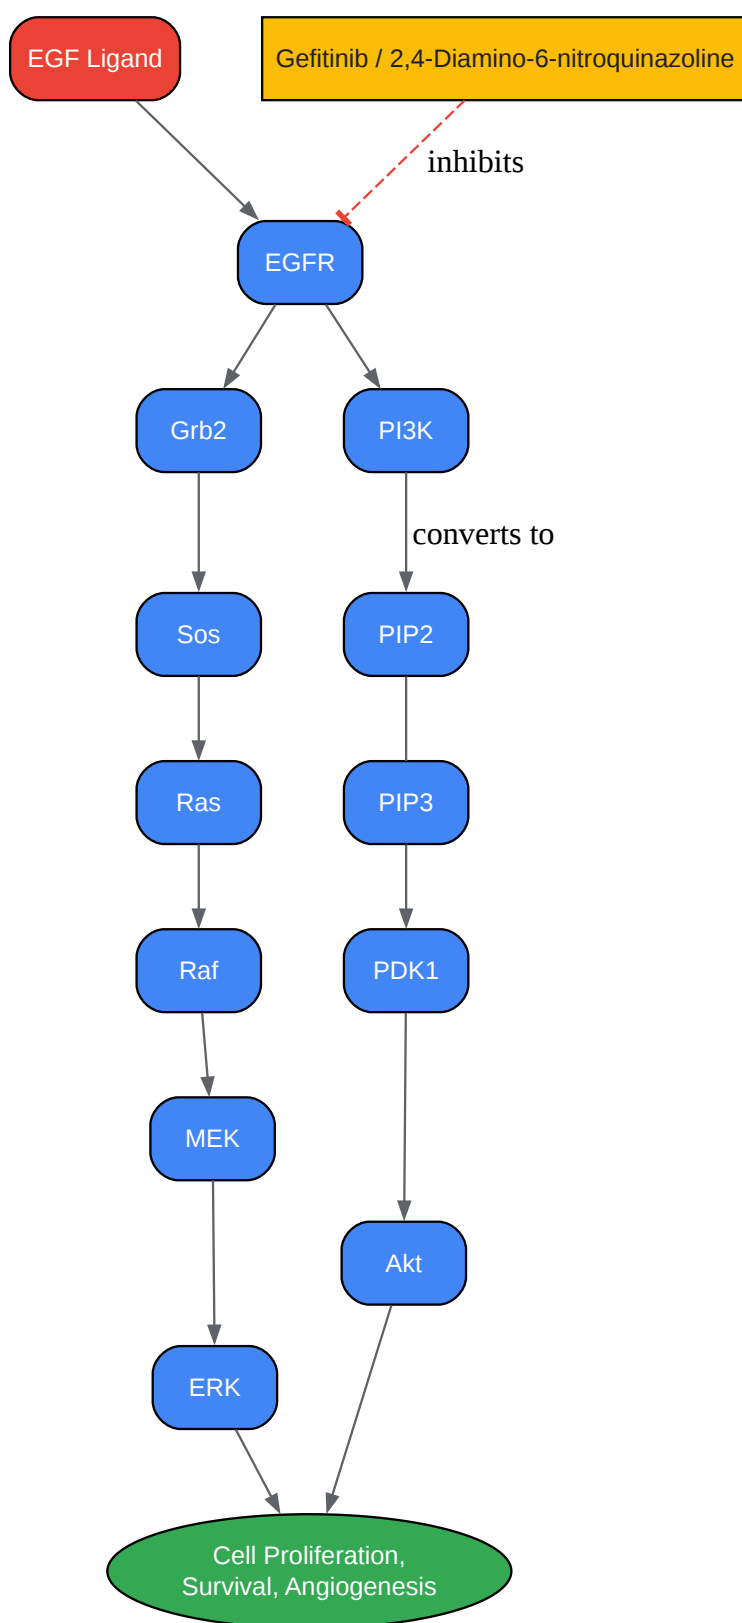 EGF Ligand
Gefitinib / 2,4-Diamino-6-nitroquinazoline
inhibits
EGFR
Grb2
PI3K
converts to
Sos
PIP2
Ras
PIP3
Raf
PDK1
MEK
Akt
ERK
Cell Proliferation,
Survival, Angiogenesis